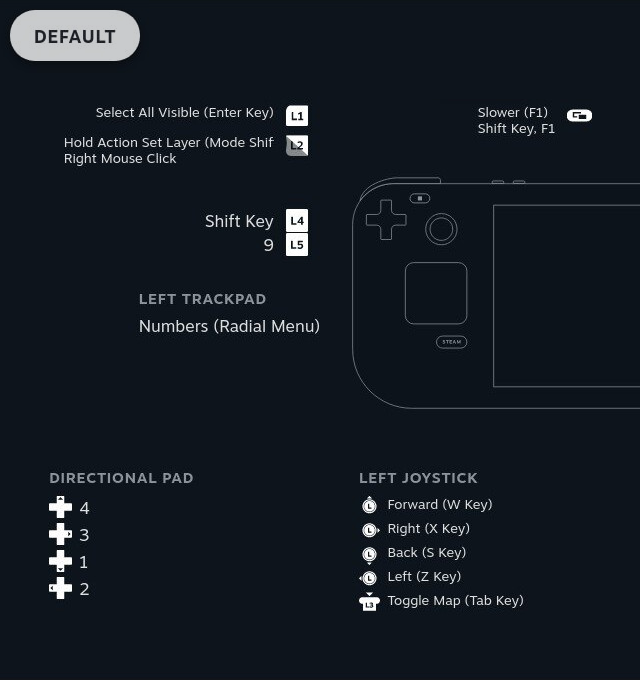 DEFAULT
Select All Visible (Enter Key)
L1
Slower (F1)
Shift Key, F1
Hold Action Set Layer (Mode Shif
Right Mouse Click
L2
Shift Key
L4
9
L5
LEFT TRACKPAD
Numbers (Radial Menu)
STEAM
DIRECTIONAL PAD
4
3
1
2
LEFT JOYSTICK
L Forward (W Key)
L Right (X Key)
L Back (S Key)
L Left (Z Key)
L3 Toggle Map (Tab Key)